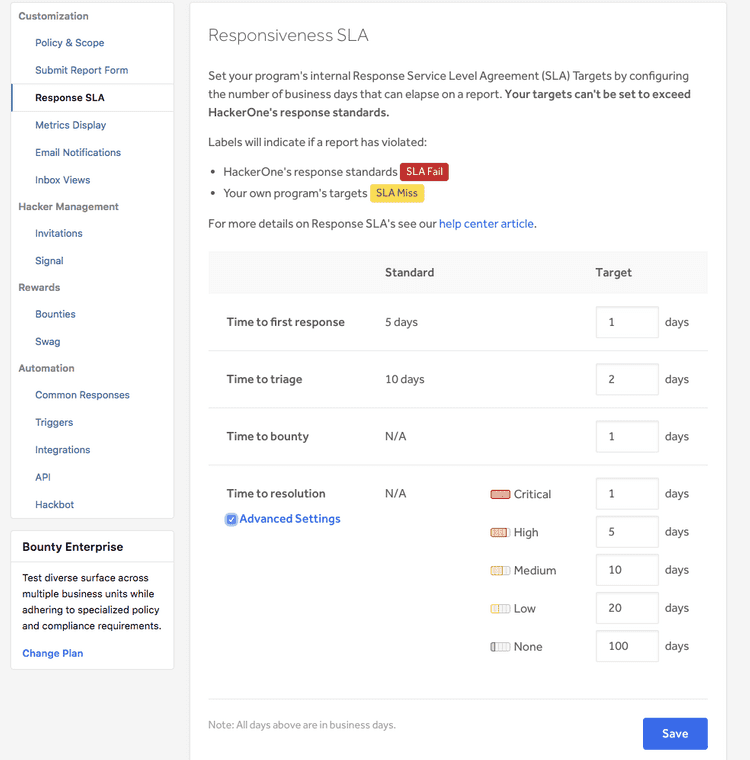 Customization
Policy & Scope
Submit Report Form
Response SLA
Metrics Display
Email Notifications
Inbox Views
Hacker Management
Invitations
Signal
Rewards
Bounties
Swag
Automation
Common Responses
Triggers
Integrations
API
Hackbot
Bounty Enterprise
Test diverse surface across
multiple business units while
adhering to specialized policy
and compliance requirements.
Change Plan
Responsiveness SLA
Set your program's internal Response Service Level Agreement (SLA) Targets by configuring
the number of business days that can elapse on a report. Your targets can't be set to exceed
HackerOne's response standards.
Labels will indicate if a report has violated:
• HackerOne's response standards SLA Fail
• Your own program's targets SLA Miss
For more details on Response SLA's see our help center article.
Standard Target
Time to first response 5 days 1 days
Time to triage 10 days 2 days
Time to bounty N/A 1 days
Time to resolution N/A Critical 1 days
Advanced Settings
High 5 days
Medium 10 days
Low 20 days
None 100 days
Note: All days above are in business days.
Save